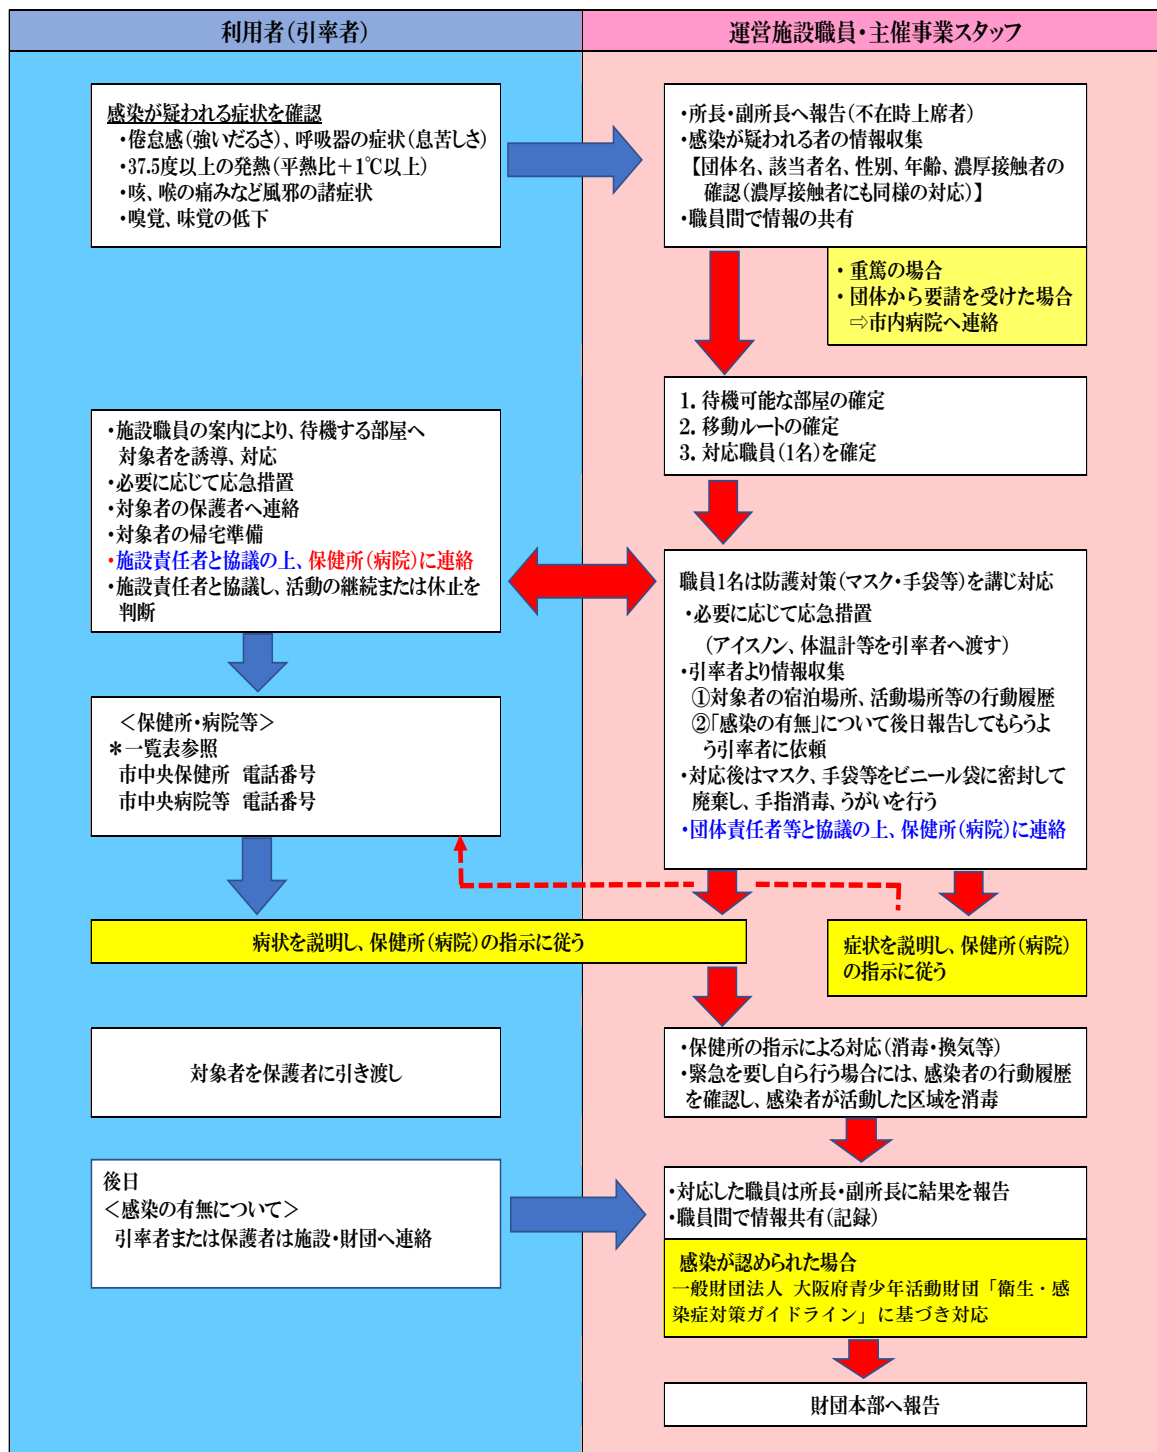 利用者(引率者)
運営施設職員・主催事業スタッフ
感染が疑われる症状を確認
・倦怠感(強いだるさ)、呼吸器の症状(息苦しさ)
・37.5度以上の発熱(平熱比＋1℃以上)
・咳、喉の痛みなど風邪の諸症状
・嗅覚、味覚の低下
・所長・副所長へ報告(不在時上席者)
・感染が疑われる者の情報収集
【団体名、該当者名、性別、年齢、濃厚接触者の
確認(濃厚接触者にも同様の対応)】
・職員間で情報の共有
・重篤の場合
・団体から要請を受けた場合
⇨市内病院へ連絡
1．待機可能な部屋の確定
2．移動ルートの確定
3．対応職員(1名)を確定
・施設職員の案内により、待機する部屋へ
対象者を誘導、対応
・必要に応じて応急措置
・対象者の保護者へ連絡
・対象者の帰宅準備
・施設責任者と協議の上、保健所(病院)に連絡
・施設責任者と協議し、活動の継続または休止を
判断
職員1名は防護対策(マスク・手袋等)を講じ対応
・必要に応じて応急措置
(アイスノン、体温計等を引率者へ渡す)
・引率者より情報収集
①対象者の宿泊場所、活動場所等の行動履歴
②「感染の有無」について後日報告してもらうよ
う引率者に依頼
・対応後はマスク、手袋等をビニール袋に密封して
廃棄し、手指消毒、うがいを行う
・団体責任者等と協議の上、保健所(病院)に連絡
＜保健所・病院等＞
＊一覧表参照
市中央保健所 電話番号
市中央病院等 電話番号
病状を説明し、保健所(病院)の指示に従う
症状を説明し、保健所(病院)
の指示に従う
対象者を保護者に引き渡し
・保健所の指示による対応(消毒・換気等)
・緊急を要し自ら行う場合には、感染者の行動履歴
を確認し、感染者が活動した区域を消毒
後日
＜感染の有無について＞
引率者または保護者は施設・財団へ連絡
・対応した職員は所長・副所長に結果を報告
・職員間で情報共有(記録)
感染が認められた場合
一般財団法人 大阪府青少年活動財団「衛生・感
染症対策ガイドライン」に基づき対応
財団本部へ報告